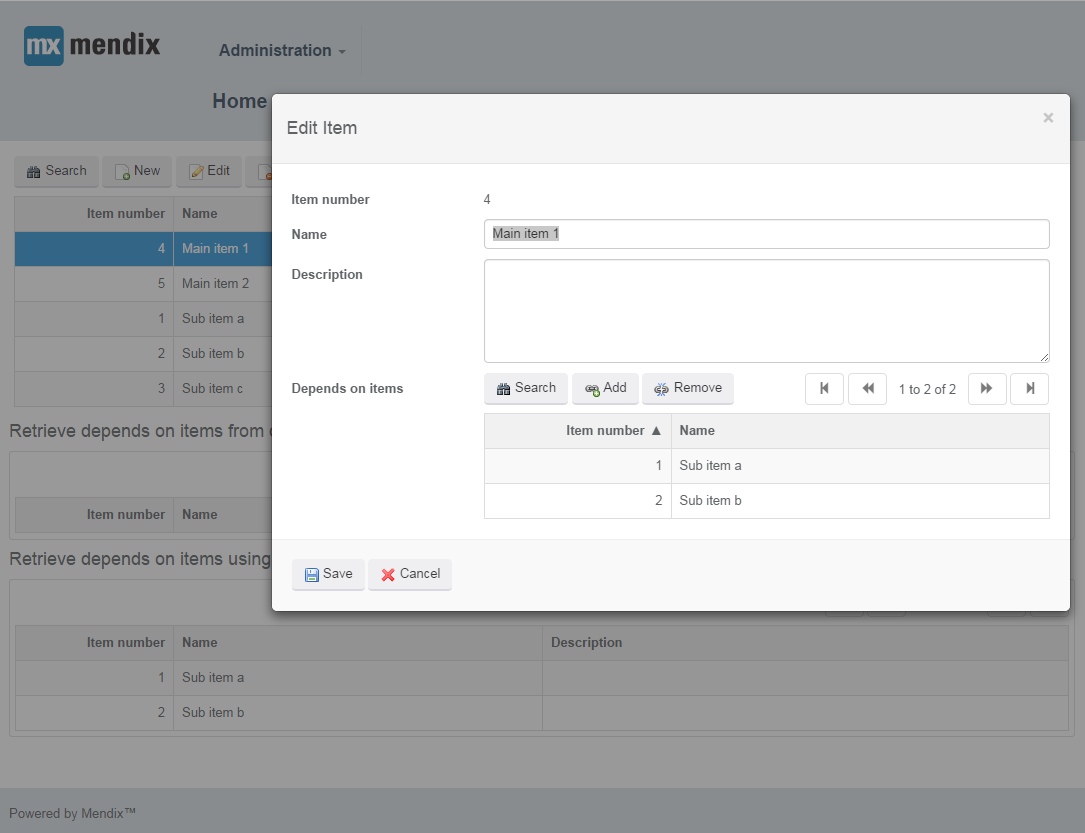 mx mendix
Administration
Home
Edit Item ×
Search New Edit
Item number Name
4 Main item 1
5 Main item 2
1 Sub item a
2 Sub item b
3 Sub item c
Retrieve depends on items from
Item number Name
Retrieve depends on items using
Item number Name Description
1 Sub item a
2 Sub item b
Item number 4
Name Main item 1
Description
Depends on items Search Add Remove 1 to 2 of 2
Item number ▲ Name
1 Sub item a
2 Sub item b
Save Cancel
Powered by Mendix™